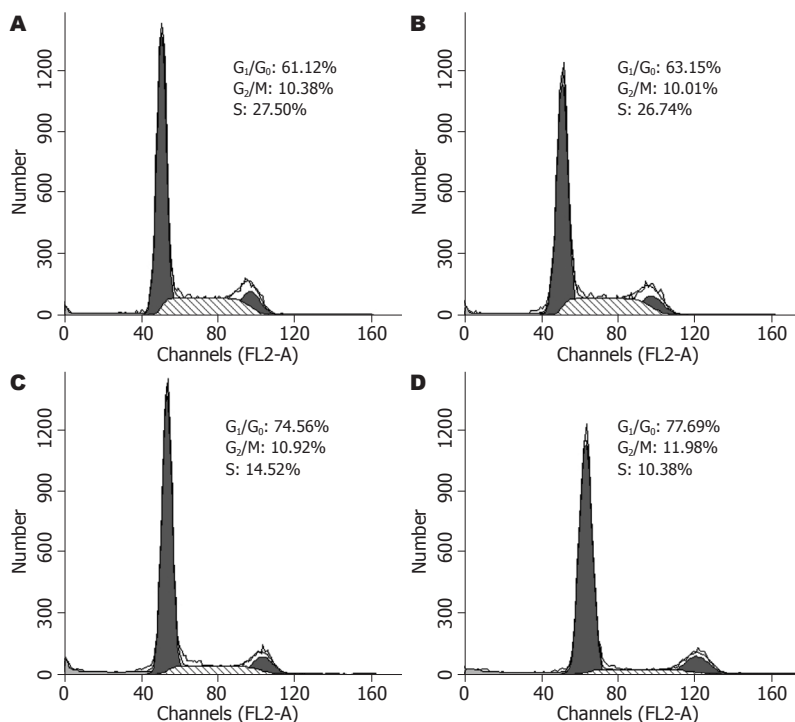 A
G₁/G₀: 61.12%
G₂/M: 10.38%
S: 27.50%
1200
900
600
300
0
Number
0 40 80 120 160
Channels (FL2-A)
B
G₁/G₀: 63.15%
G₂/M: 10.01%
S: 26.74%
1200
900
600
300
0
Number
0 40 80 120 160
Channels (FL2-A)
C
G₁/G₀: 74.56%
G₂/M: 10.92%
S: 14.52%
1200
900
600
300
0
Number
0 40 80 120 160
Channels (FL2-A)
D
G₁/G₀: 77.69%
G₂/M: 11.98%
S: 10.38%
1200
900
600
300
0
Number
0 40 80 120 160
Channels (FL2-A)